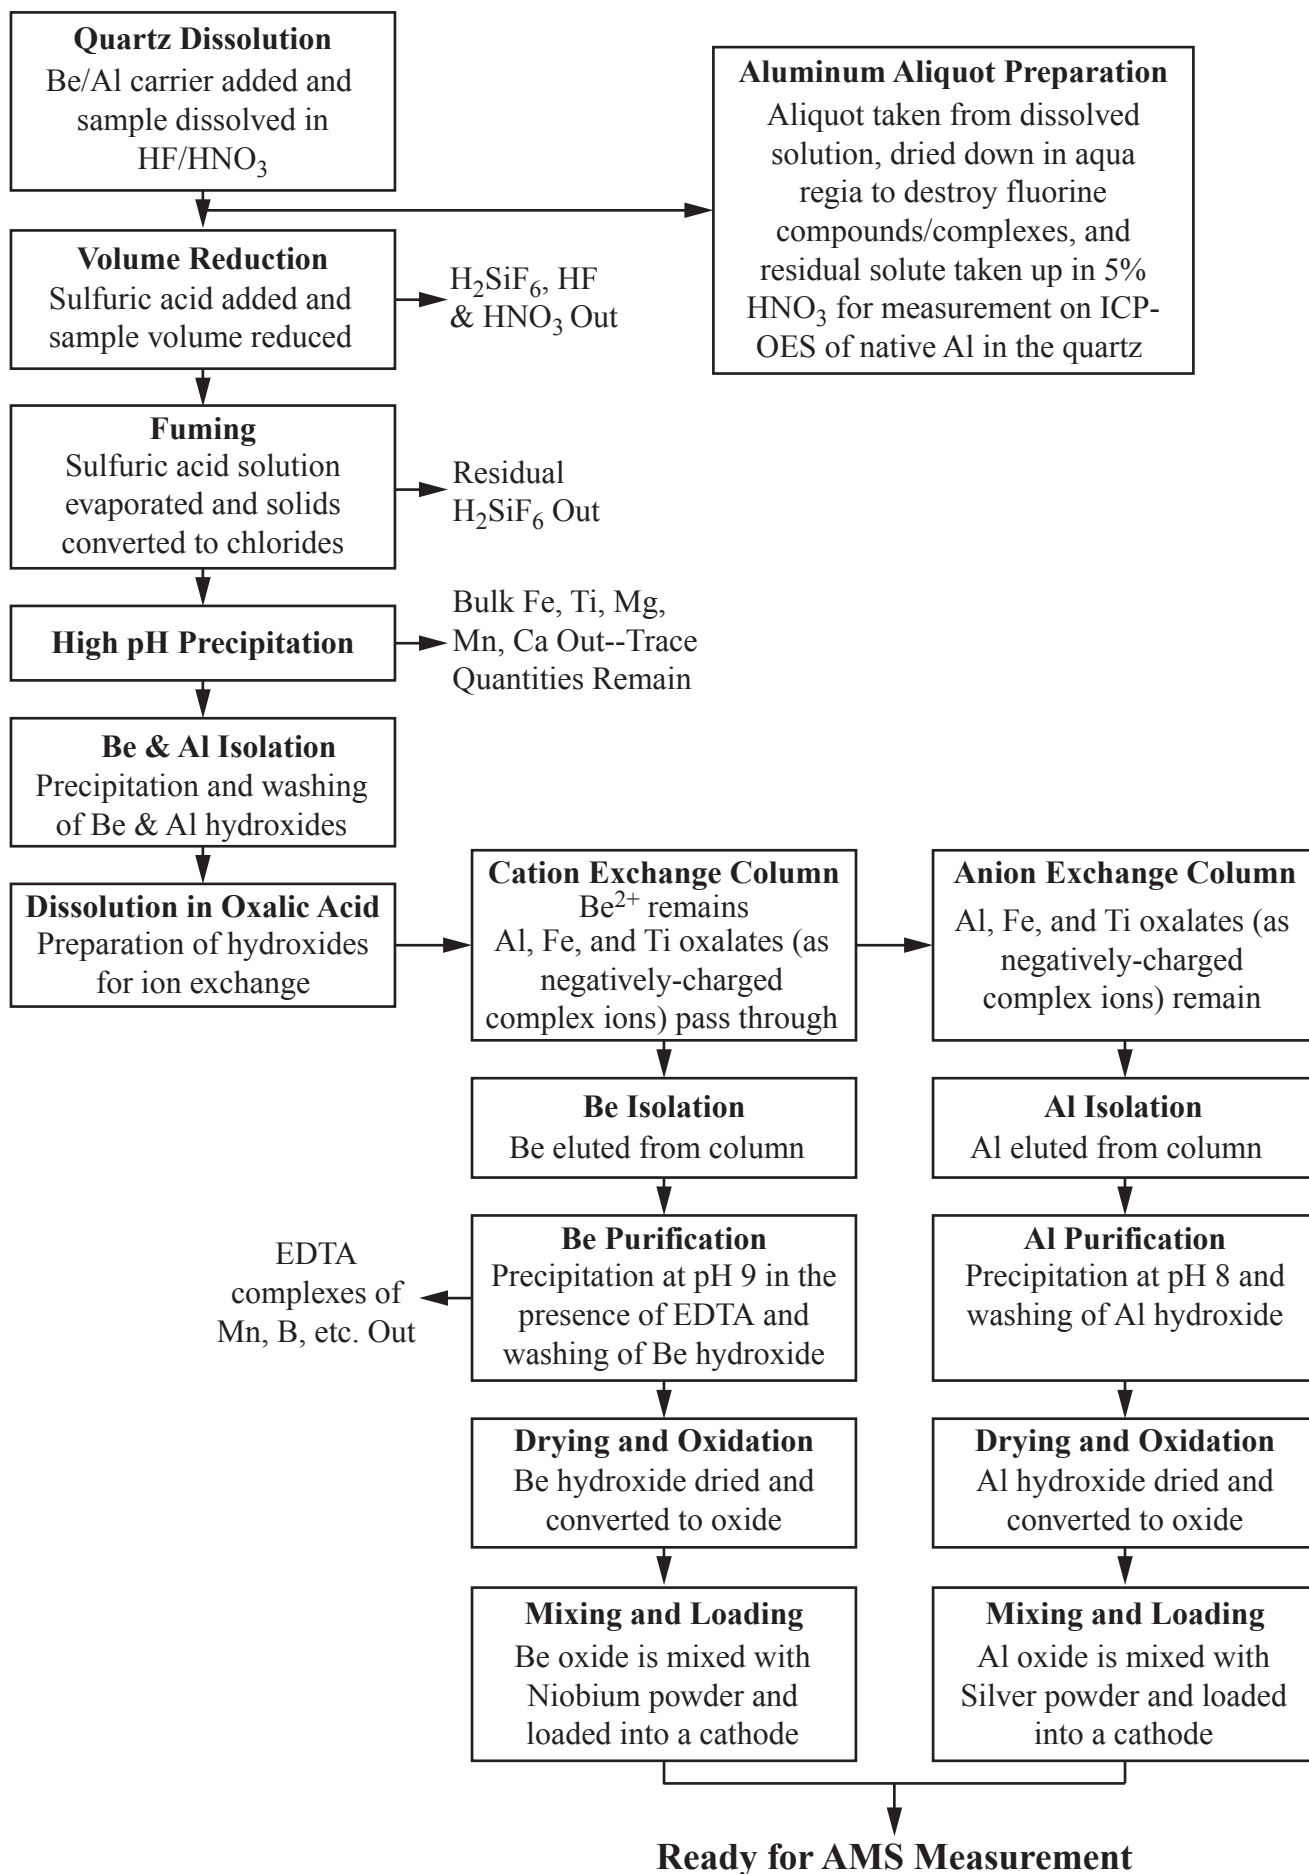 Quartz Dissolution
Be/Al carrier added and
sample dissolved in
HF/HNO₃
Aluminum Aliquot Preparation
Aliquot taken from dissolved
solution, dried down in aqua
regia to destroy fluorine
compounds/complexes, and
residual solute taken up in 5%
HNO₃ for measurement on ICP-
OES of native Al in the quartz
Volume Reduction
Sulfuric acid added and
sample volume reduced
H₂SiF₆, HF
& HNO₃ Out
Fuming
Sulfuric acid solution
evaporated and solids
converted to chlorides
Residual
H₂SiF₆ Out
High pH Precipitation
Bulk Fe, Ti, Mg,
Mn, Ca Out--Trace
Quantities Remain
Be & Al Isolation
Precipitation and washing
of Be & Al hydroxides
Dissolution in Oxalic Acid
Preparation of hydroxides
for ion exchange
Cation Exchange Column
Be²⁺ remains
Al, Fe, and Ti oxalates (as
negatively-charged
complex ions) pass through
Anion Exchange Column
Al, Fe, and Ti oxalates (as
negatively-charged
complex ions) remain
Be Isolation
Be eluted from column
Al Isolation
Al eluted from column
EDTA
complexes of
Mn, B, etc. Out
Be Purification
Precipitation at pH 9 in the
presence of EDTA and
washing of Be hydroxide
Al Purification
Precipitation at pH 8 and
washing of Al hydroxide
Drying and Oxidation
Be hydroxide dried and
converted to oxide
Drying and Oxidation
Al hydroxide dried and
converted to oxide
Mixing and Loading
Be oxide is mixed with
Niobium powder and
loaded into a cathode
Mixing and Loading
Al oxide is mixed with
Silver powder and loaded
into a cathode
Ready for AMS Measurement